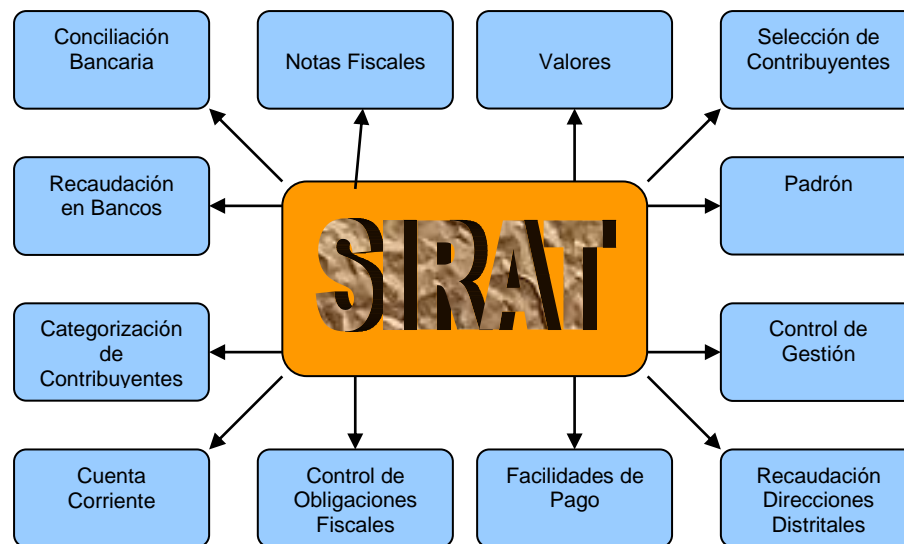 Conciliación
Bancaria
Notas Fiscales
Valores
Selección de
Contribuyentes
Recaudación
en Bancos
SIRAT
Padrón
Categorización
de
Contribuyentes
Control de
Gestión
Cuenta
Corriente
Control de
Obligaciones
Fiscales
Facilidades de
Pago
Recaudación
Direcciones
Distritales